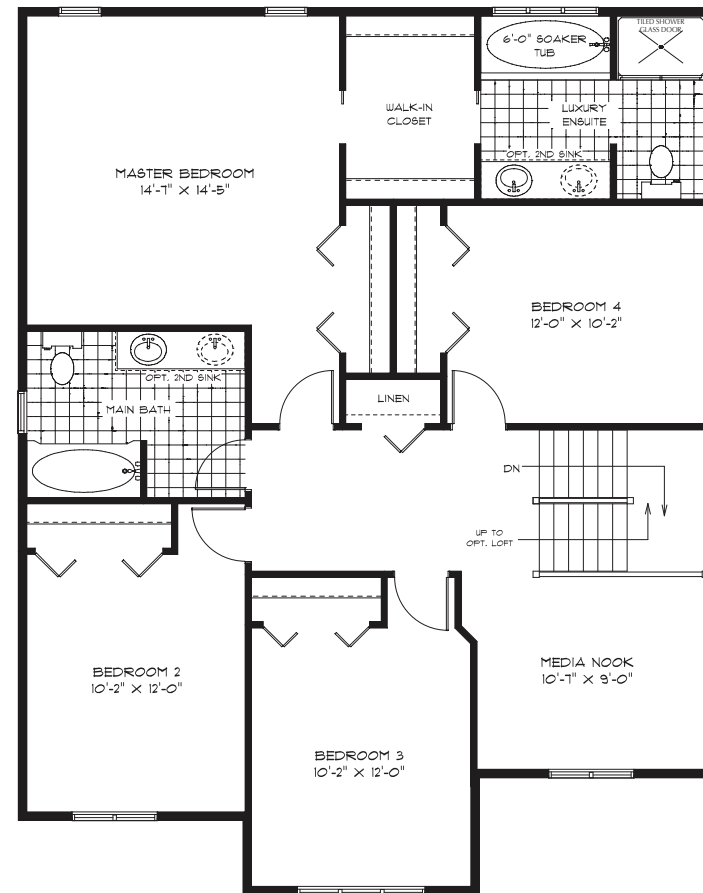 6'-0" SOAKER
TUB
TILED SHOWER
GLASS DOOR
WALK-IN
CLOSET
LUXURY
ENSUITE
OPT. 2ND SINK
MASTER BEDROOM
14'-7" X 14'-5"
BEDROOM 4
12'-0" X 10'-2"
OPT. 2ND SINK
MAIN BATH
LINEN
DN
UP TO
OPT. LOFT
BEDROOM 2
10'-2" X 12'-0"
MEDIA NOOK
10'-7" X 9'-0"
BEDROOM 3
10'-2" X 12'-0"